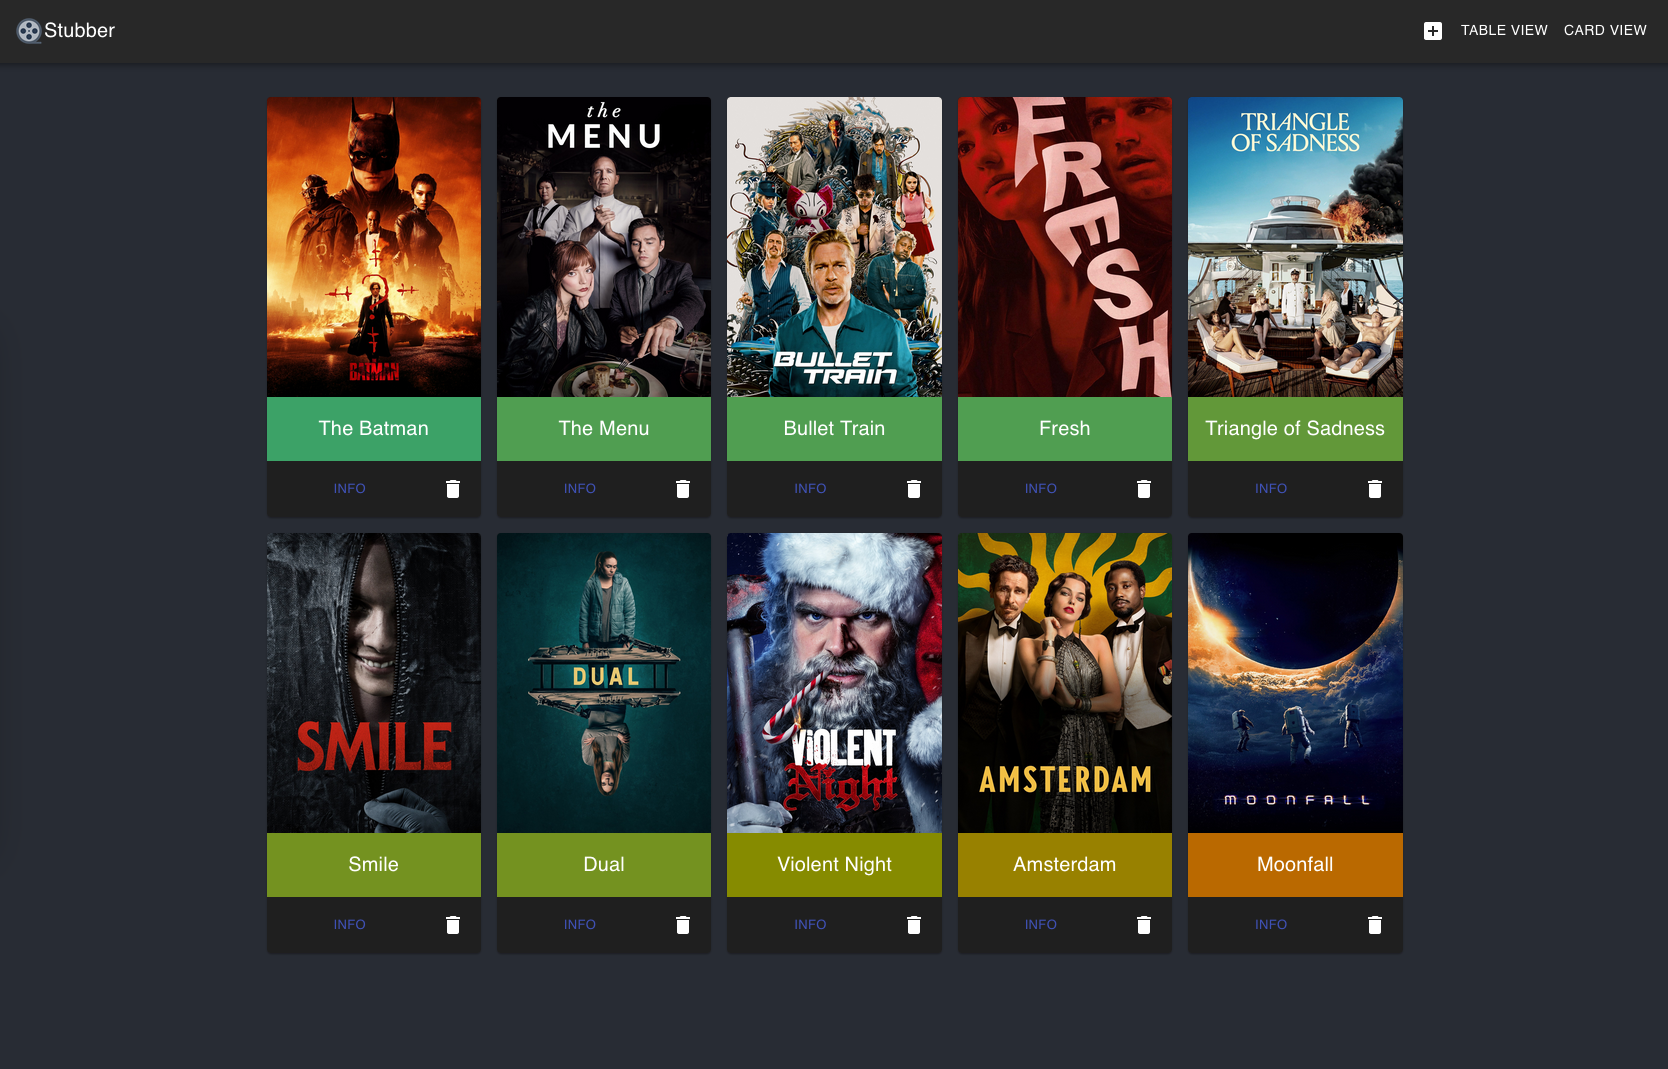 Stubber
TABLE VIEW
CARD VIEW
BATMAN
the
MENU
BULLET
TRAIN
FRESH
TRIANGLE
OF SADNESS
The Batman
The Menu
Bullet Train
Fresh
Triangle of Sadness
INFO
INFO
INFO
INFO
INFO
SMILE
DUAL
VIOLENT
Night
AMSTERDAM
MOONFALL
Smile
Dual
Violent Night
Amsterdam
Moonfall
INFO
INFO
INFO
INFO
INFO